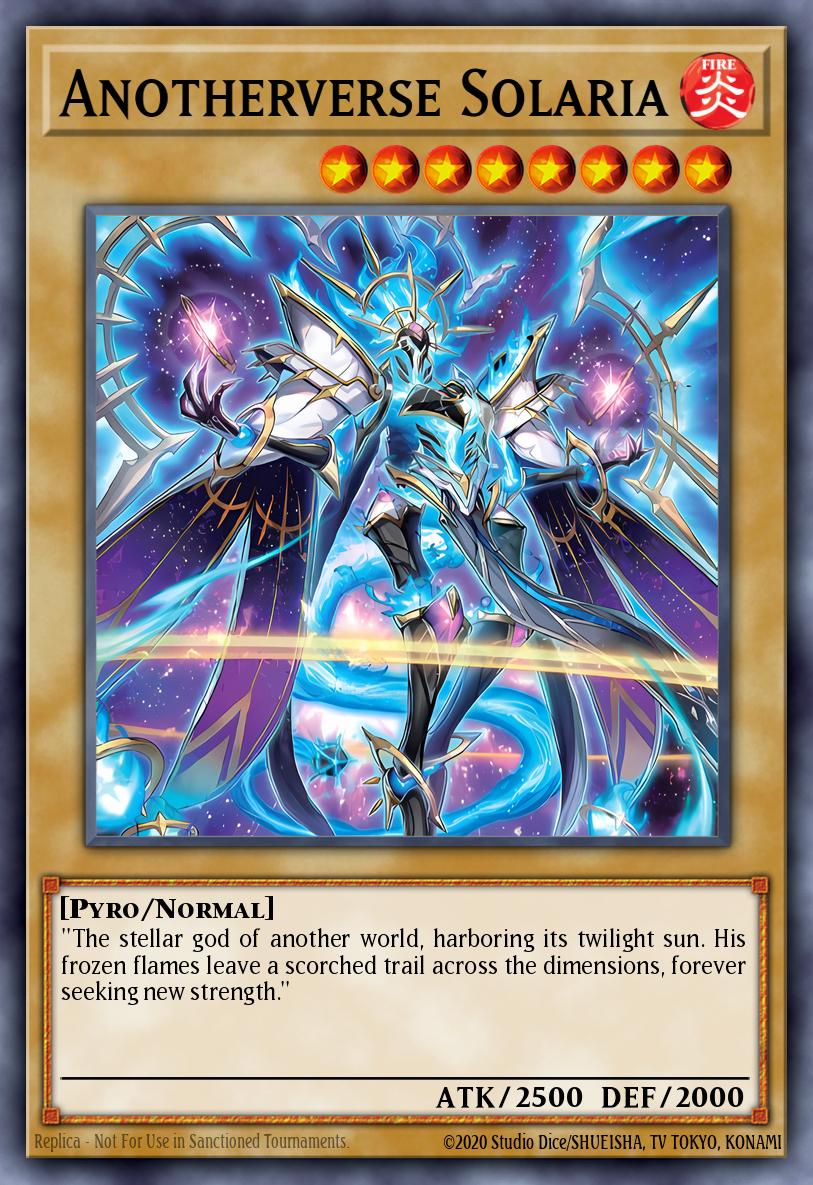 Anotherverse Solaria
FIRE
炎
[Pyro/Normal]
"The stellar god of another world, harboring its twilight sun. His
frozen flames leave a scorched trail across the dimensions, forever
seeking new strength."
ATK/2500 DEF/2000
Replica - Not For Use in Sanctioned Tournaments.
©2020 Studio Dice/SHUEISHA, TV TOKYO, KONAMI